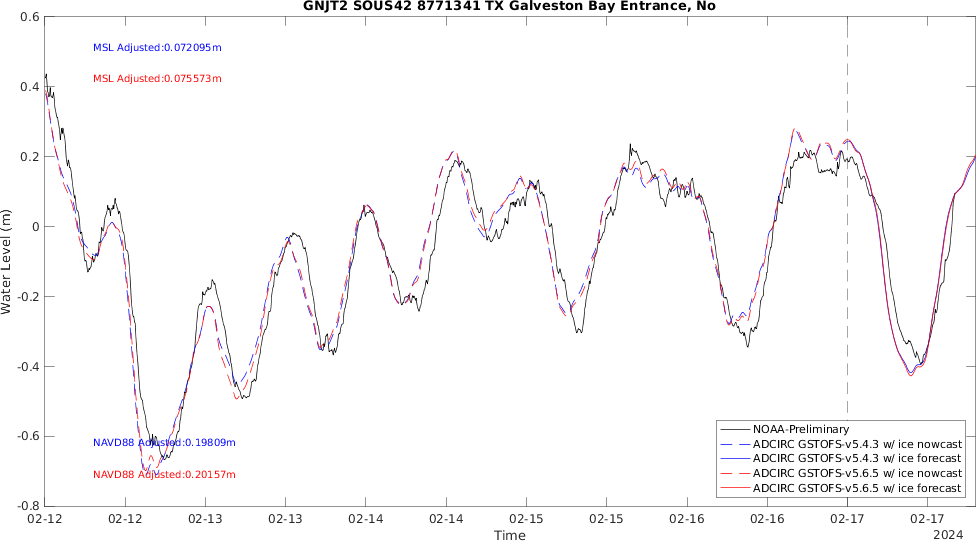 GNJT2 SOUS42 8771341 TX Galveston Bay Entrance, No
0.6
0.4
0.2
0
-0.2
-0.4
-0.6
-0.8
Water Level (m)
MSL Adjusted:0.072095m
MSL Adjusted:0.075573m
NAVD88 Adjusted:0.19809m
NAVD88 Adjusted:0.20157m
NOAA-Preliminary
ADCIRC GSTOFS-v5.4.3 w/ ice nowcast
ADCIRC GSTOFS-v5.4.3 w/ ice forecast
ADCIRC GSTOFS-v5.6.5 w/ ice nowcast
ADCIRC GSTOFS-v5.6.5 w/ ice forecast
02-12 02-12 02-13 02-13 02-14 02-14 02-15 02-15 02-16 02-16 02-17 02-17
Time
2024